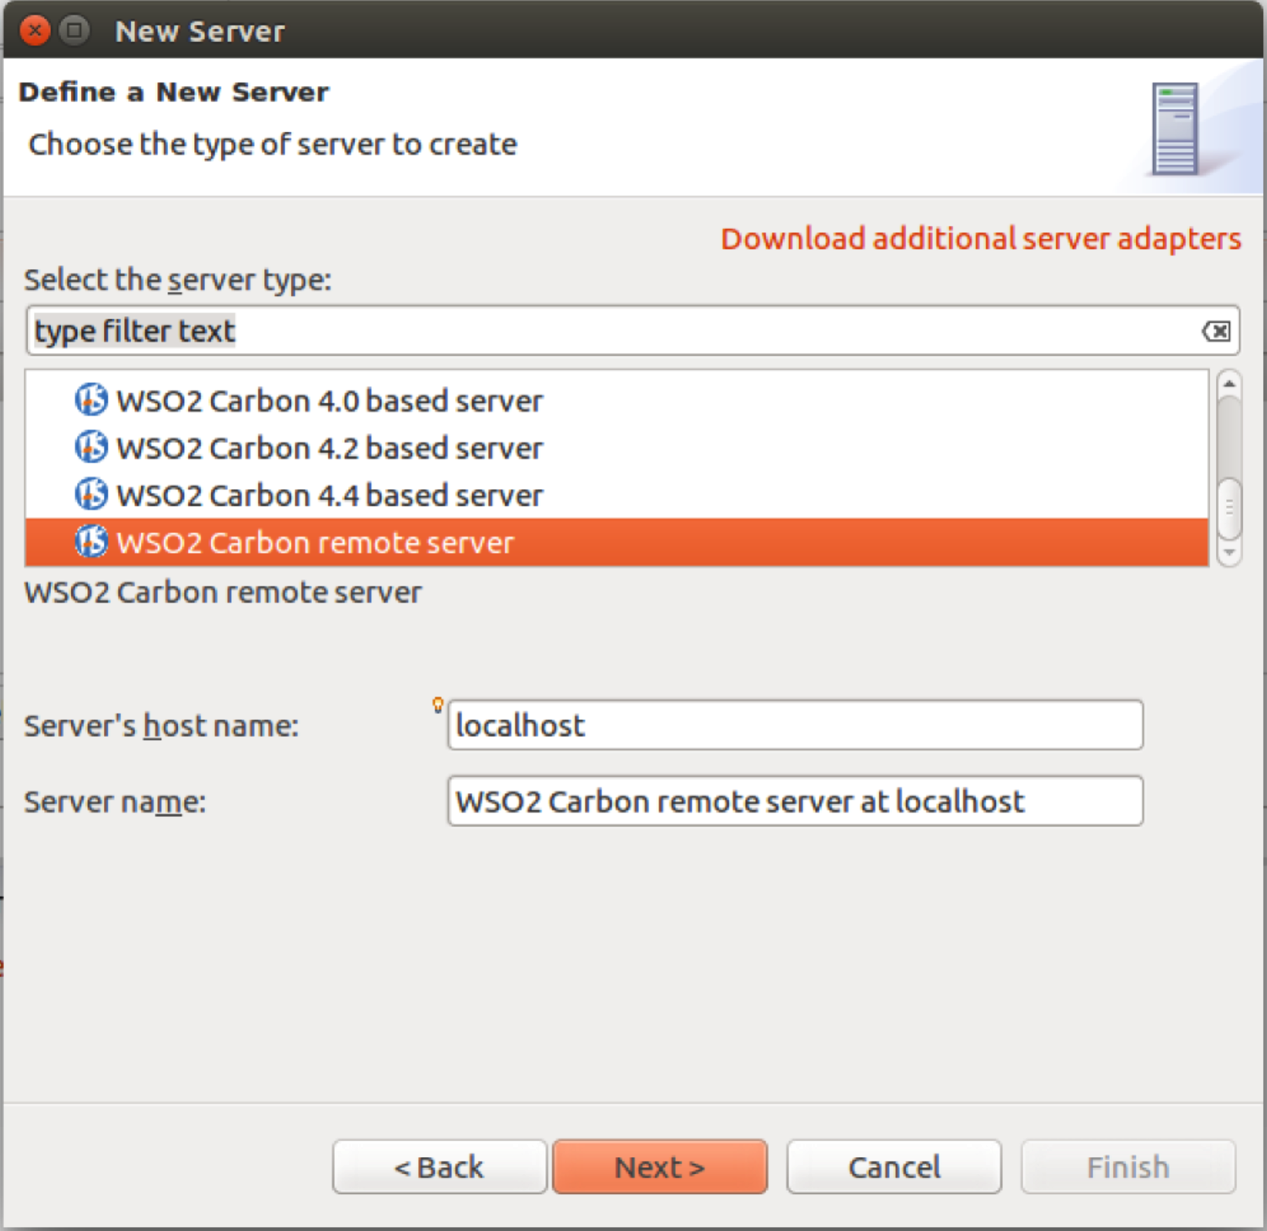 New Server
Define a New Server
Choose the type of server to create
Download additional server adapters
Select the server type:
type filter text
WSO2 Carbon 4.0 based server
WSO2 Carbon 4.2 based server
WSO2 Carbon 4.4 based server
WSO2 Carbon remote server
WSO2 Carbon remote server
Server's host name:
localhost
Server name:
WSO2 Carbon remote server at localhost
< Back
Next >
Cancel
Finish